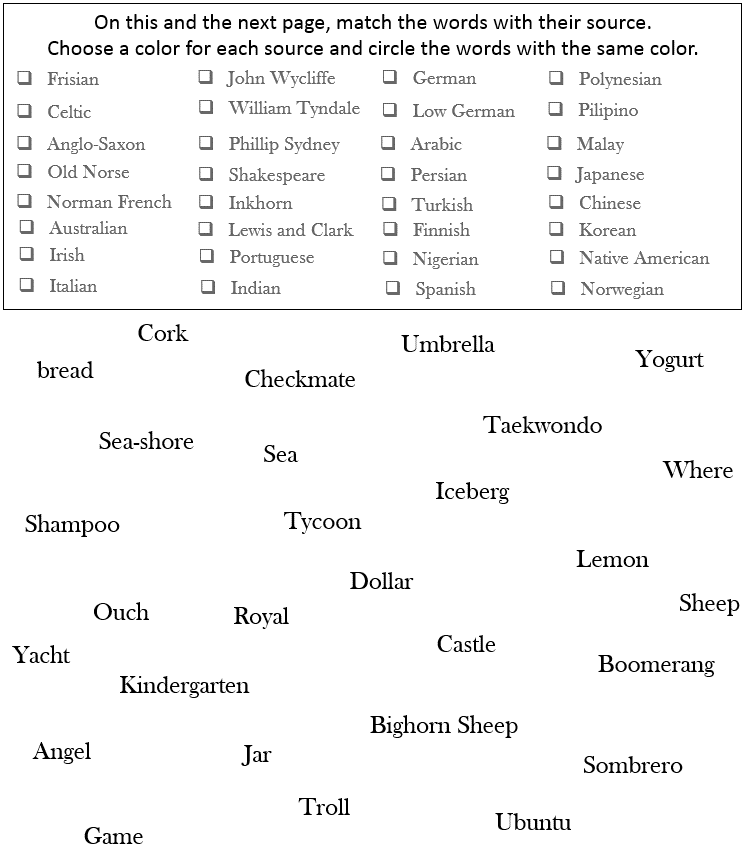 On this and the next page, match the words with their source.
Choose a color for each source and circle the words with the same color.
Frisian John Wycliffe German Polynesian
Celtic William Tyndale Low German Pilipino
Anglo-Saxon Phillip Sydney Arabic Malay
Old Norse Shakespeare Persian Japanese
Norman French Inkhorn Turkish Chinese
Australian Lewis and Clark Finnish Korean
Irish Portuguese Nigerian Native American
Italian Indian Spanish Norwegian
Cork
Umbrella
Yogurt
bread
Checkmate
Taekwondo
Sea-shore
Sea
Where
Iceberg
Shampoo
Tycoon
Lemon
Dollar
Sheep
Ouch
Royal
Castle
Yacht
Boomerang
Kindergarten
Bighorn Sheep
Angel
Jar
Sombrero
Troll
Ubuntu
Game